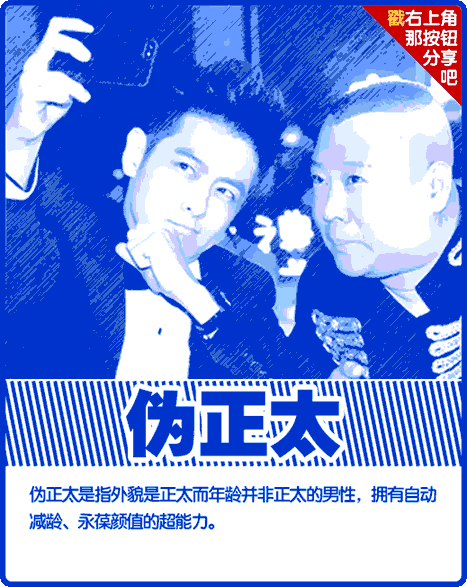 戳右上角
那按钮
分享
吧
伪正太
伪正太是指外貌是正太而年龄并非正太的男性，拥有自动
减龄、永葆颜值的超能力。